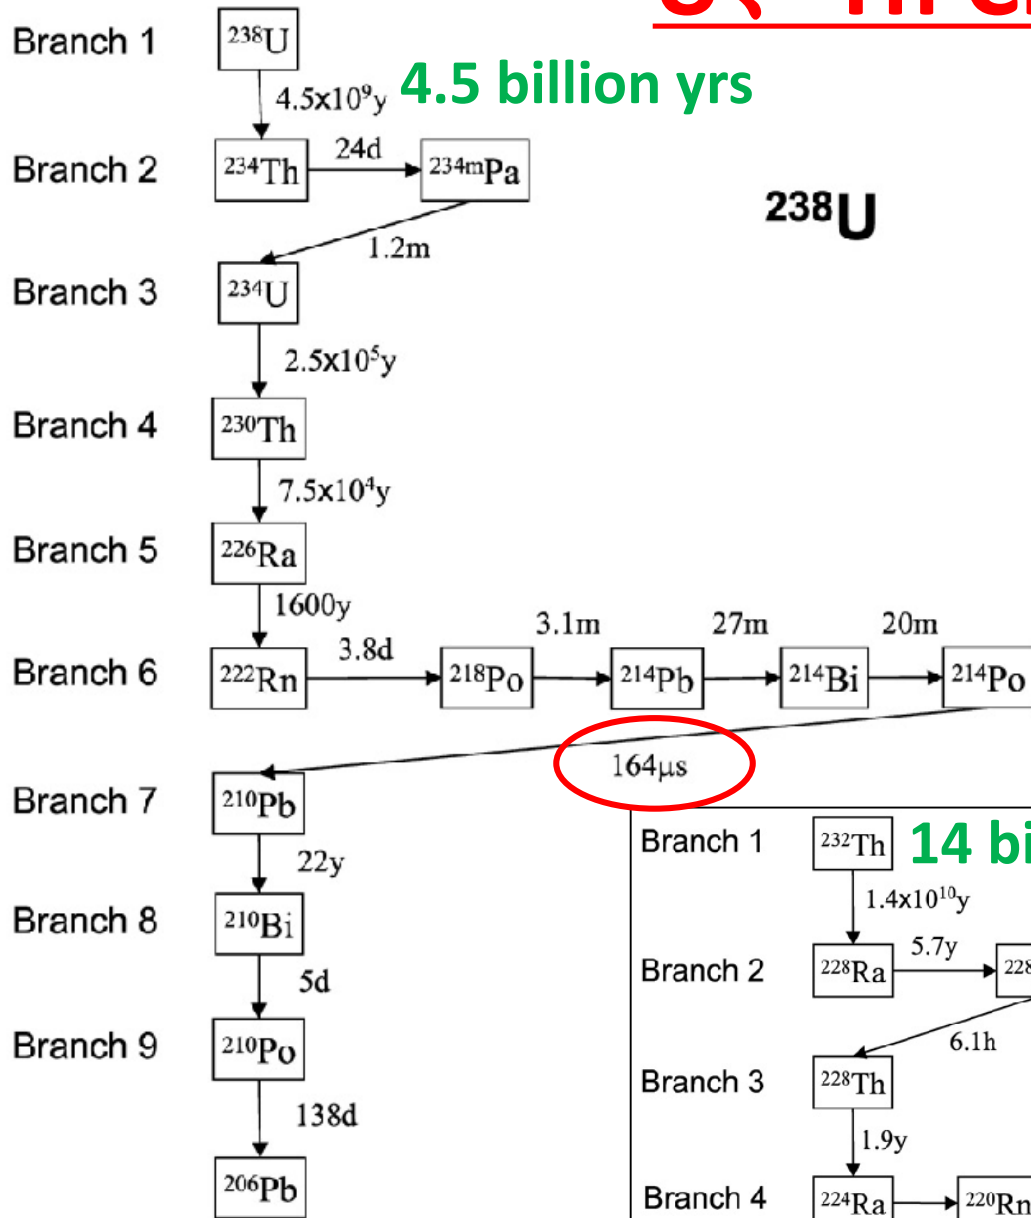 Branch 1
²³⁸U
4.5x10⁹y
4.5 billion yrs
Branch 2
²³⁴Th
24d
²³⁴ᵐPa
²³⁸U
1.2m
Branch 3
²³⁴U
2.5x10⁵y
Branch 4
²³⁰Th
7.5x10⁴y
Branch 5
²²⁶Ra
1600y
Branch 6
²²²Rn
3.8d
²¹⁸Po
3.1m
²¹⁴Pb
27m
²¹⁴Bi
20m
²¹⁴Po
164μs
Branch 7
²¹⁰Pb
22y
Branch 8
²¹⁰Bi
5d
Branch 9
²¹⁰Po
138d
²⁰⁶Pb
Branch 1
²³²Th
14
1.4x10¹⁰y
Branch 2
²²⁸Ra
5.7y
²²⁸
6.1h
Branch 3
²²⁸Th
1.9y
Branch 4
²²⁴Ra
²²⁰Rn